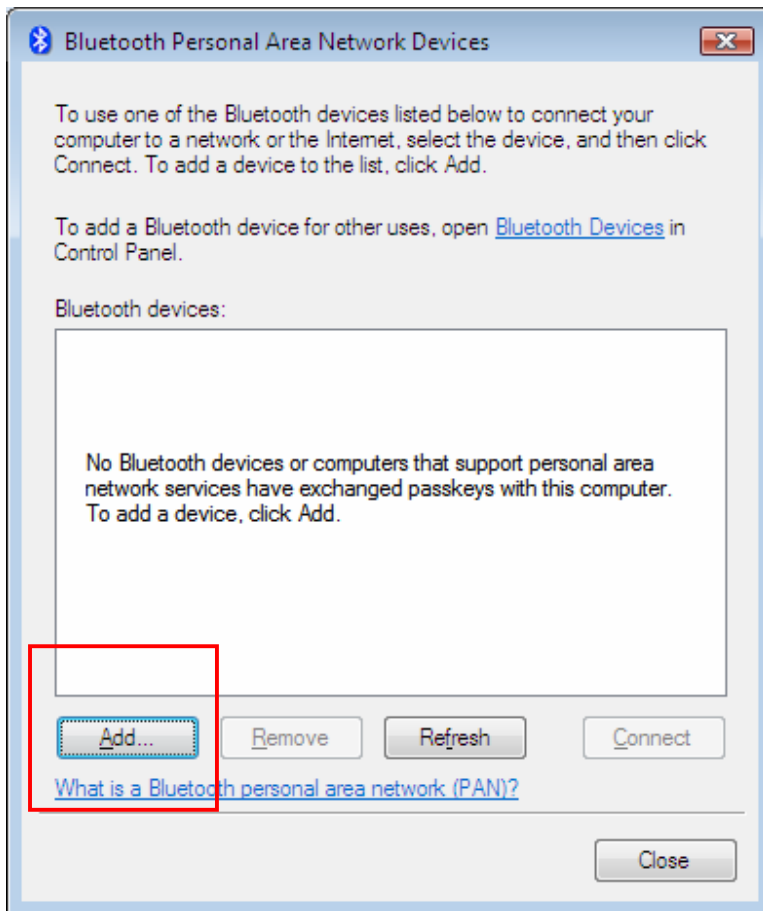 Bluetooth Personal Area Network Devices
To use one of the Bluetooth devices listed below to connect your
computer to a network or the Internet, select the device, and then click
Connect. To add a device to the list, click Add.
To add a Bluetooth device for other uses, open Bluetooth Devices in
Control Panel.
Bluetooth devices:
No Bluetooth devices or computers that support personal area
network services have exchanged passkeys with this computer.
To add a device, click Add.
Add... Remove Refresh Connect
What is a Bluetooth personal area network (PAN)?
Close